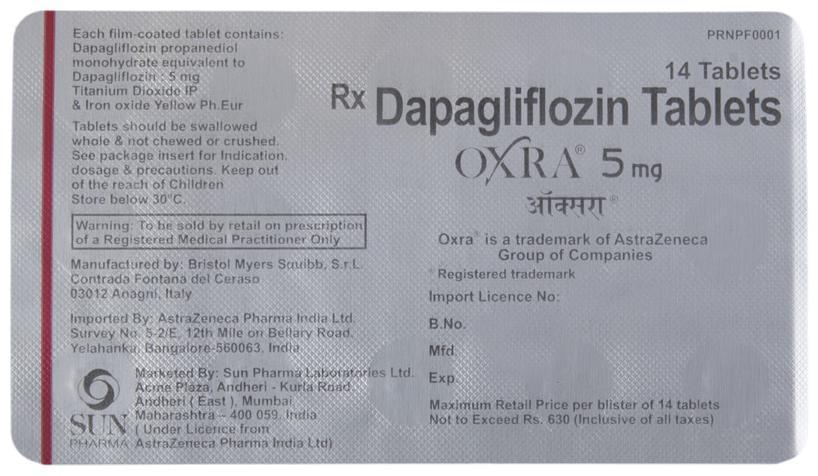 Each film-coated tablet contains:
Dapagliflozin propanediol
monohydrate equivalent to
Dapagliflozin : 5 mg
Titanium Dioxide IP
& Iron oxide Yellow Ph.Eur
Tablets should be swallowed
whole & not chewed or crushed.
See package insert for Indication,
dosage & precautions. Keep out
of the reach of Children
Store below 30°C.
Warning: To be sold by retail on prescription
of a Registered Medical Practitioner Only
Manufactured by: Bristol Myers Squibb, S.r.L.
Contrada Fontana del Ceraso
03012 Anagni, Italy
Imported By: AstraZeneca Pharma India Ltd.
Survey No. 5-2/E, 12th Mile on Bellary Road,
Yelahanka, Bangalore-560063, India
SUN
PHARMA
Marketed By: Sun Pharma Laboratories Ltd.
Acme Plaza, Andheri - Kurla Road,
Andheri ( East ), Mumbai,
Maharashtra – 400 059. India
( Under Licence from
AstraZeneca Pharma India Ltd)
PRNPF0001
14 Tablets
Rx Dapagliflozin Tablets
OXRA® 5 mg
ऑक्सरा®
Oxra® is a trademark of AstraZeneca
Group of Companies
® Registered trademark
Import Licence No:
B.No.
Mfd.
Exp.
Maximum Retail Price per blister of 14 tablets
Not to Exceed Rs. 630 (Inclusive of all taxes)